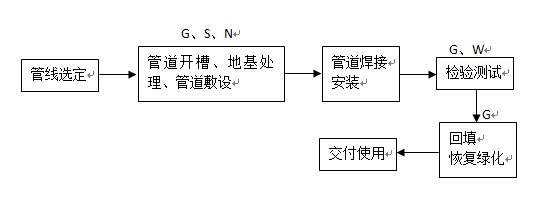 G、S、N
G、W
管线选定
管道开槽、地基处
理、管道敷设
管道焊接
安装
检验测试
G
回填
恢复绿化
交付使用